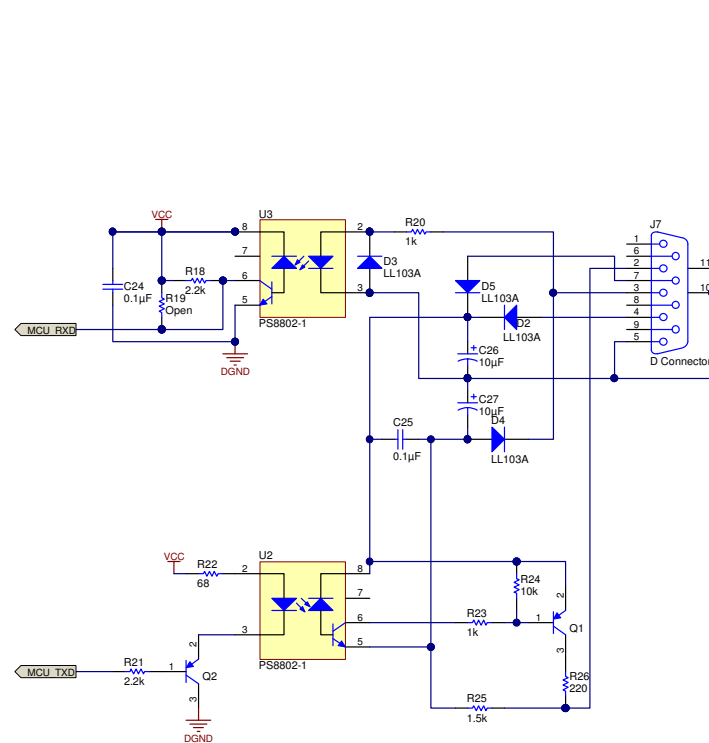 U3
VCC
8
7
6
5
2
3
PS8802-1
R18
2.2k
R19
Open
C24
0.1µF
MCU RXD
DGND
D3
LL103A
R20
1k
D5
LL103A
D2
LL103A
C26
10µF
C27
10µF
D4
LL103A
C25
0.1µF
J7
1
6
2
7
3
8
4
9
5
11
10
D Connector
VCC
R22
68
U2
2
3
8
7
6
5
PS8802-1
R24
10k
R23
1k
1
2
3
Q1
R26
220
R25
1.5k
MCU TXD
R21
2.2k
1
2
3
Q2
DGND